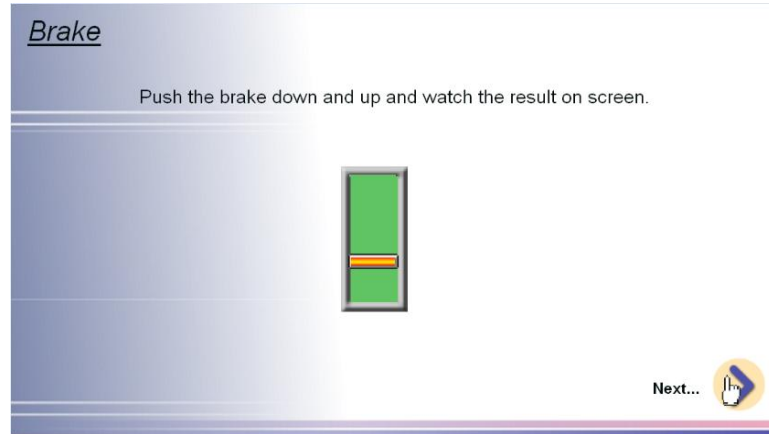 Brake
Push the brake down and up and watch the result on screen.
Next...